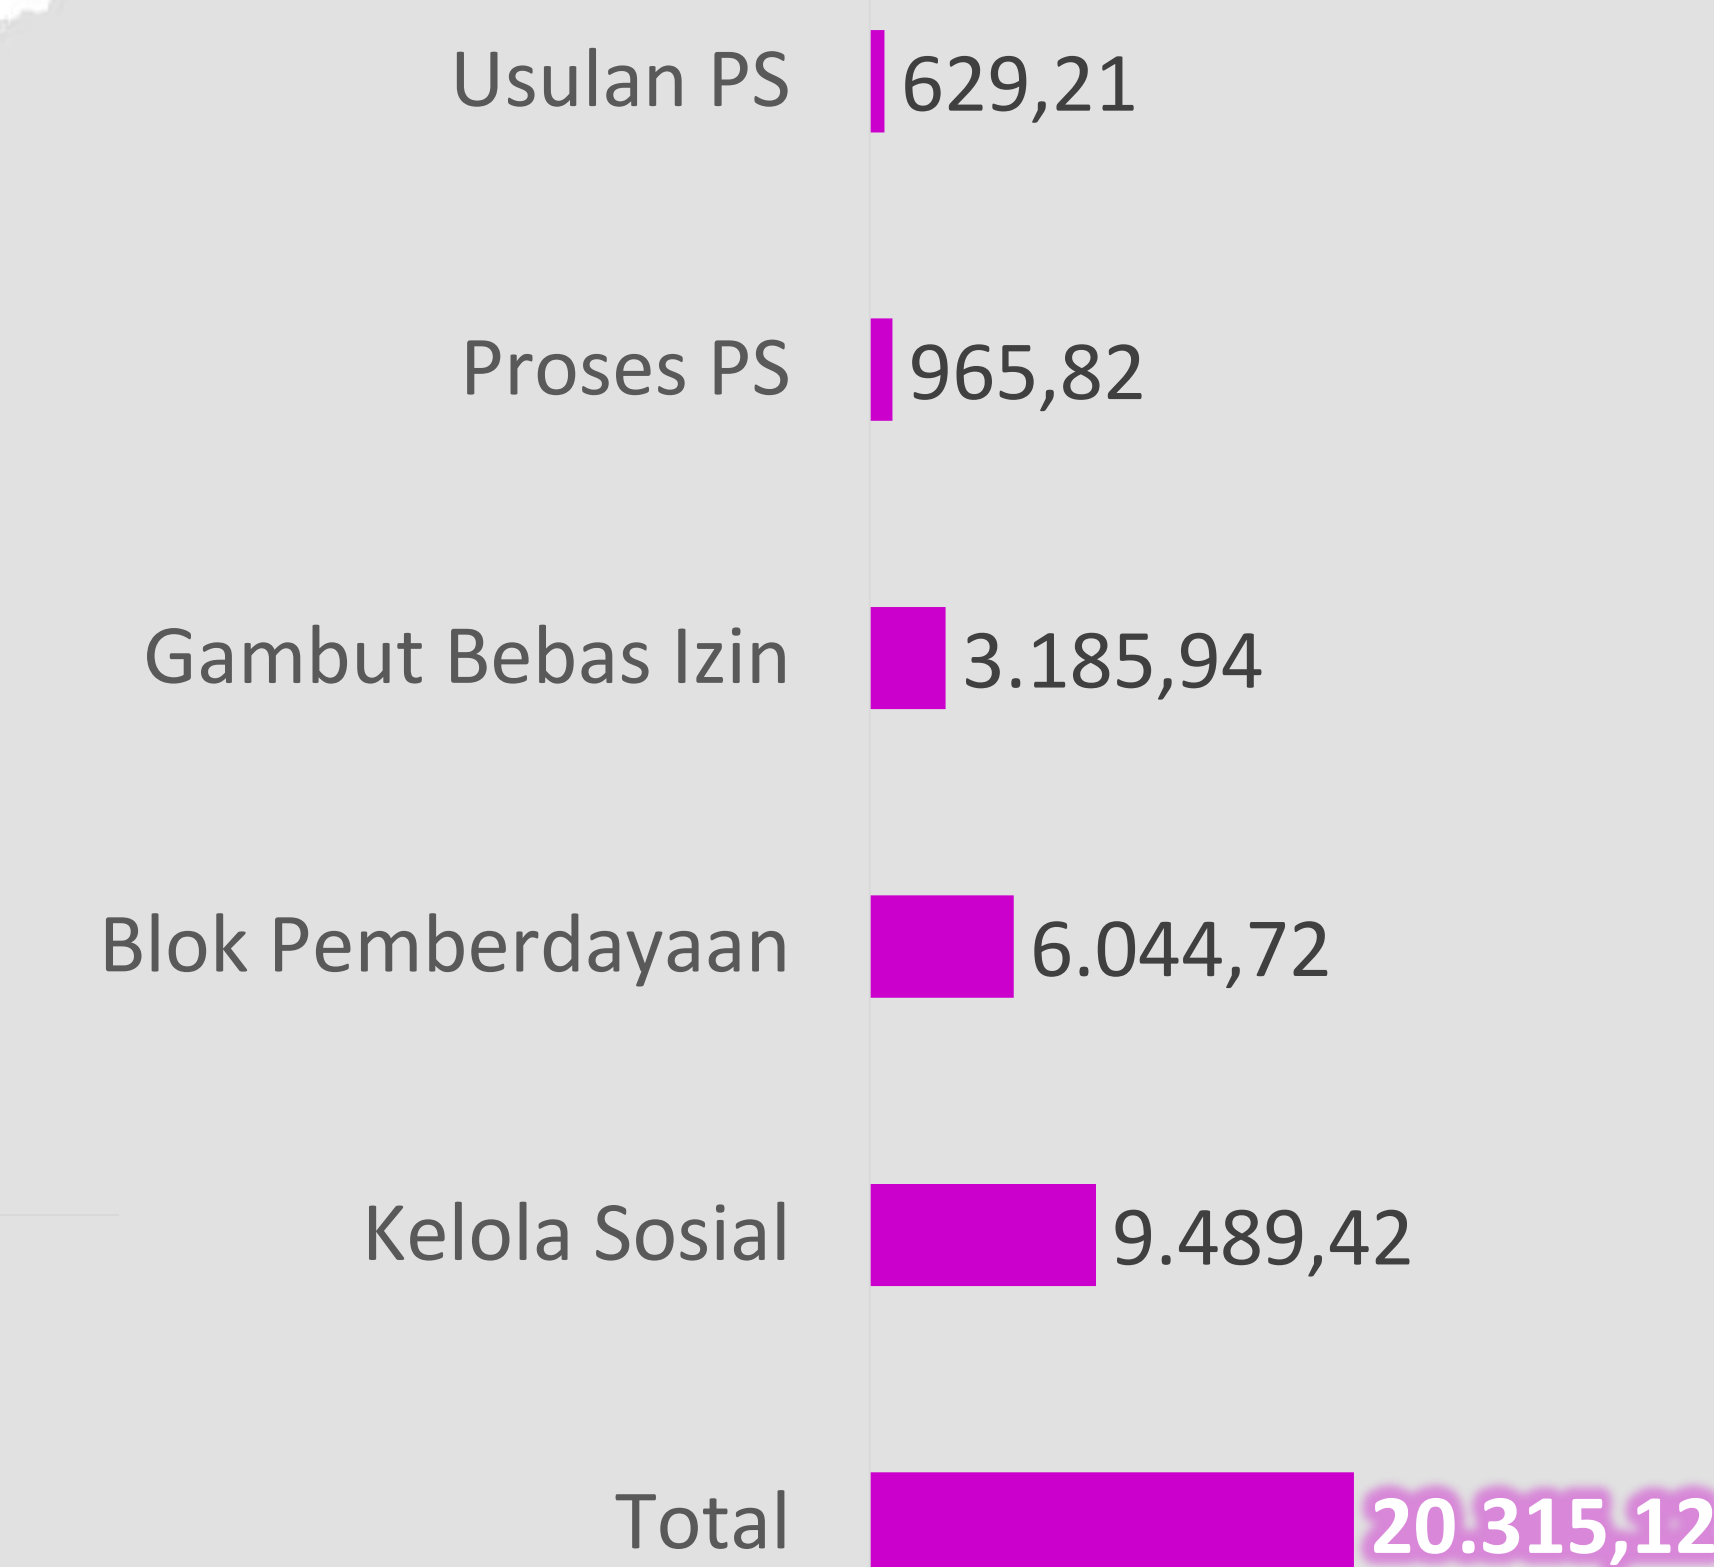 Usulan PS 629,21
Proses PS 965,82
Gambut Bebas Izin 3.185,94
Blok Pemberdayaan 6.044,72
Kelola Sosial 9.489,42
Total 20.315,12